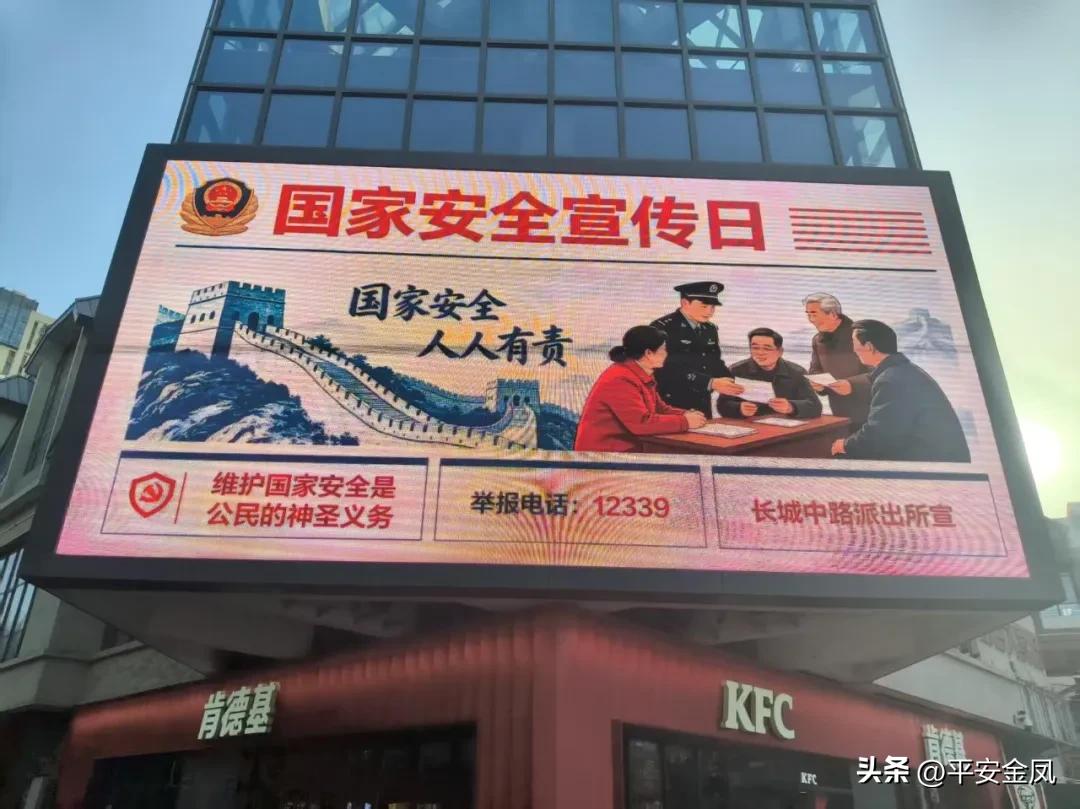 国家安全宣传日
国家安全
人人有责
维护国家安全是
公民的神圣义务
举报电话：12339
长城中路派出所宣
肯德基
KFC
肯德基
KFC
头条 @平安金凤